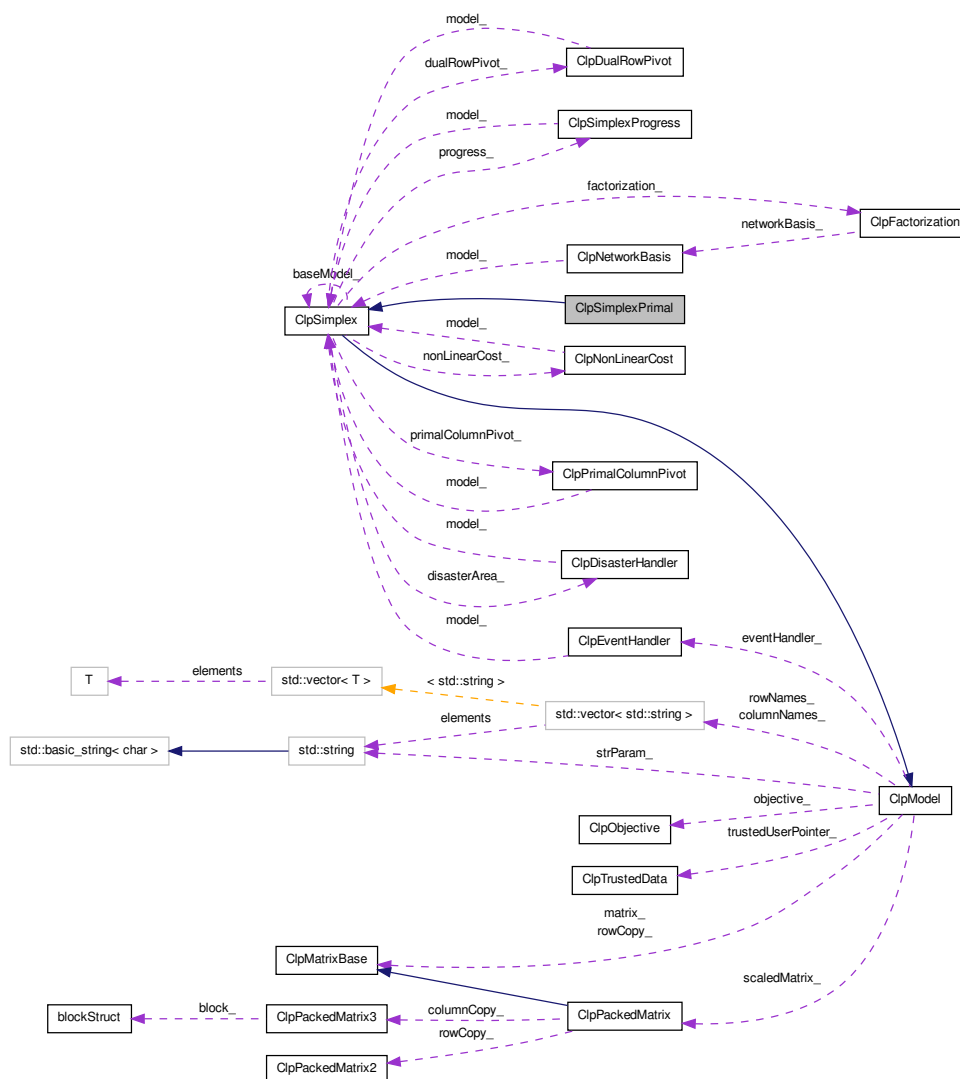 model_
ClpDualRowPivot
dualRowPivot_
model_
ClpSimplexProgress
progress_
factorization_
ClpFactorization
networkBasis_
model_
ClpNetworkBasis
baseModel_
ClpSimplex
ClpSimplexPrimal
model_
ClpNonLinearCost
nonLinearCost_
primalColumnPivot_
ClpPrimalColumnPivot
model_
model_
ClpDisasterHandler
disasterArea_
model_
ClpEventHandler
eventHandler_
T
elements
std::vector< T >
< std::string >
std::vector< std::string >
rowNames_
columnNames_
elements
std::basic_string< char >
std::string
strParam_
ClpModel
objective_
ClpObjective
trustedUserPointer_
ClpTrustedData
matrix_
rowCopy_
ClpMatrixBase
scaledMatrix_
blockStruct
block_
ClpPackedMatrix3
columnCopy_
ClpPackedMatrix
rowCopy_
ClpPackedMatrix2